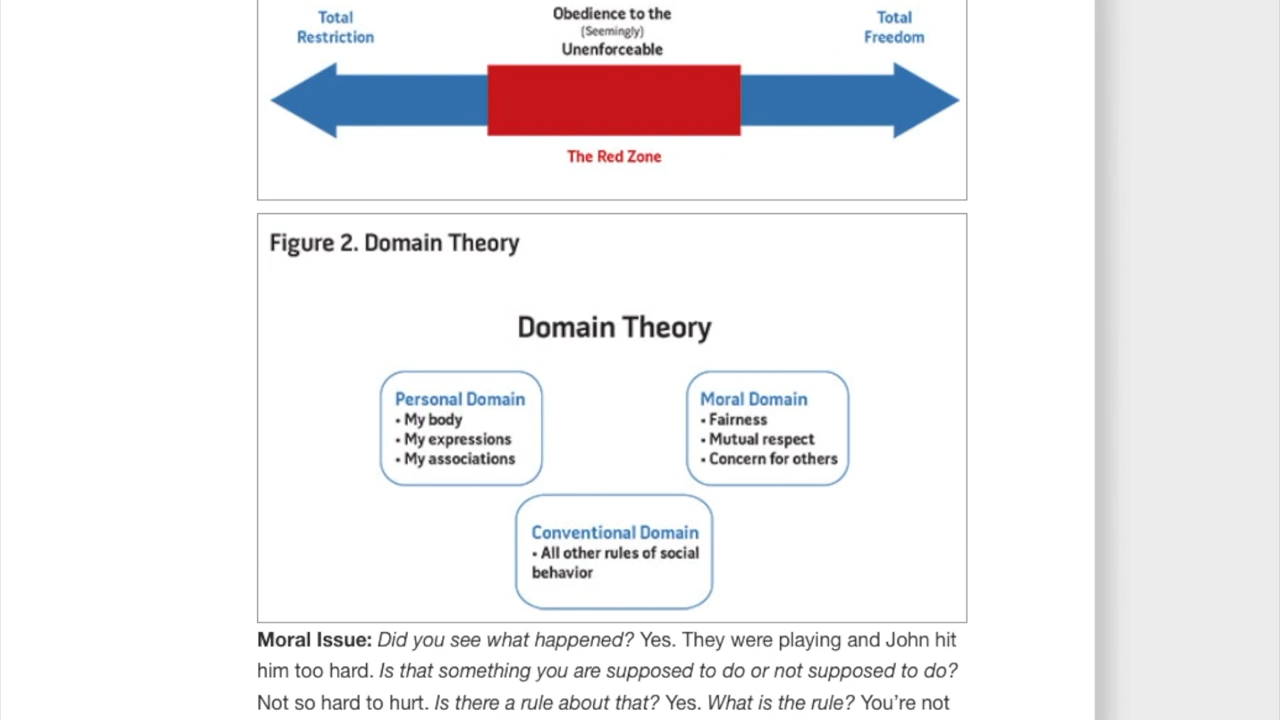 Total
Restriction
Obedience to the
(Seemingly)
Unenforceable
Total
Freedom
The Red Zone
Figure 2. Domain Theory
Domain Theory
Personal Domain
• My body
• My expressions
• My associations
Moral Domain
• Fairness
• Mutual respect
• Concern for others
Conventional Domain
• All other rules of social
behavior
Moral Issue: Did you see what happened? Yes. They were playing and John hit
him too hard. Is that something you are supposed to do or not supposed to do?
Not so hard to hurt. Is there a rule about that? Yes. What is the rule? You’re not